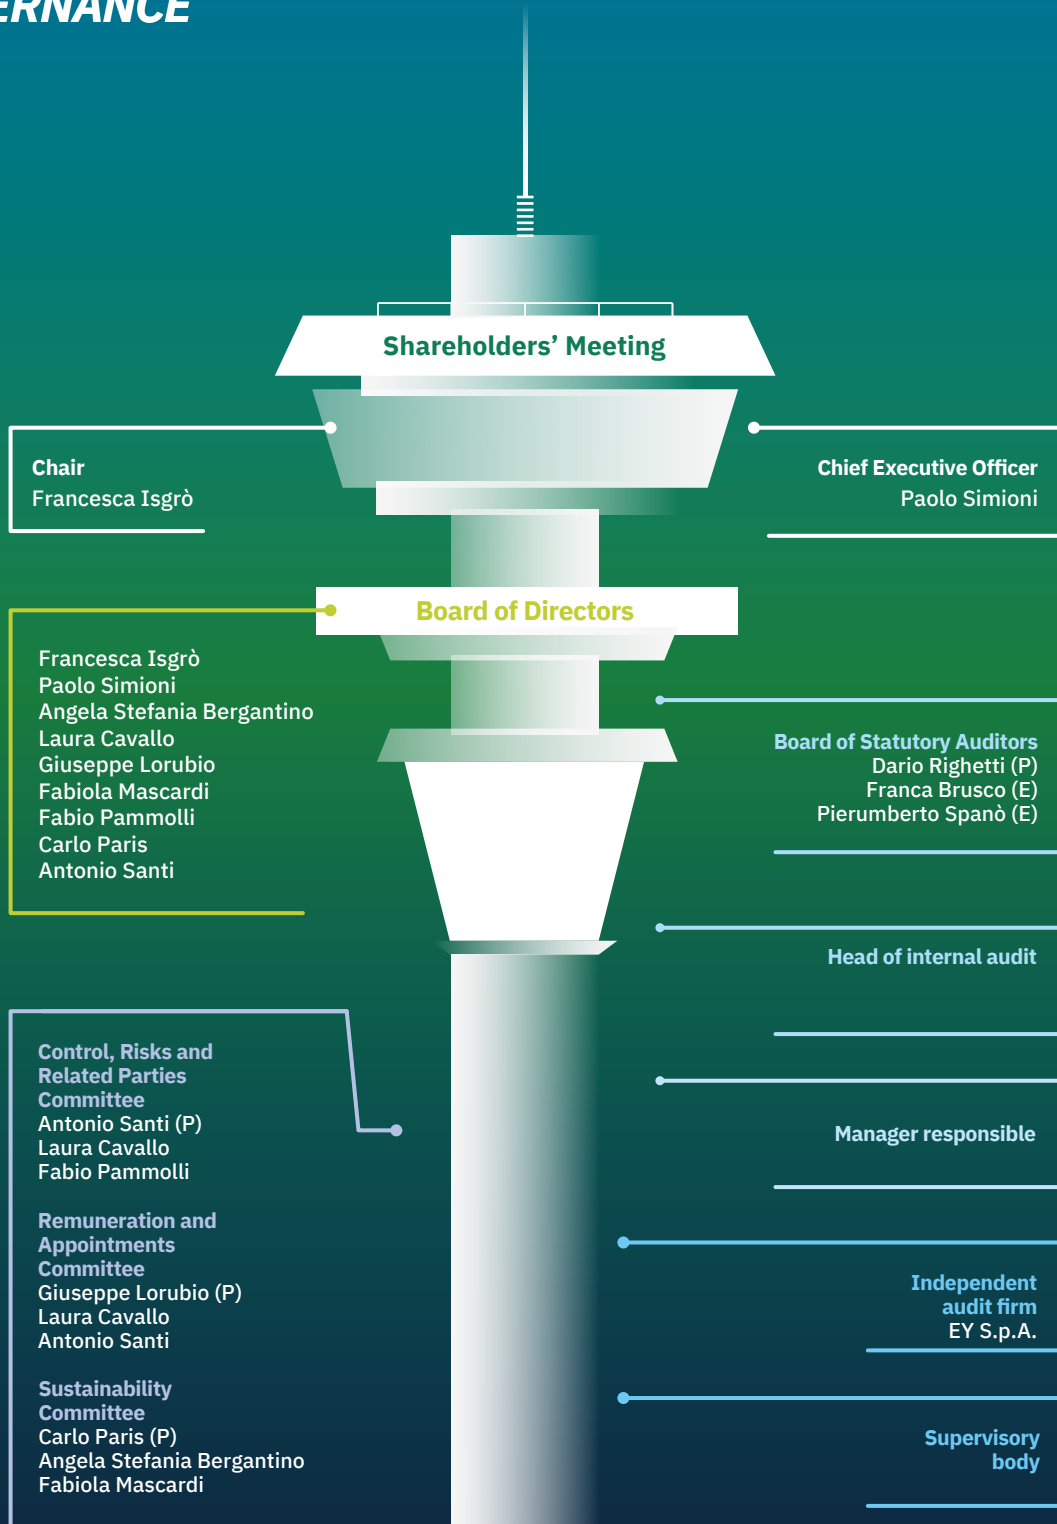 Shareholders’ Meeting
Chair
Francesca Isgrò
Chief Executive Officer
Paolo Simioni
Board of Directors
Francesca Isgrò
Paolo Simioni
Angela Stefania Bergantino
Laura Cavallo
Giuseppe Lorubio
Fabiola Mascardi
Fabio Pammolli
Carlo Paris
Antonio Santi
Board of Statutory Auditors
Dario Righetti (P)
Franca Brusco (E)
Pierumberto Spanò (E)
Head of internal audit
Control, Risks and
Related Parties
Committee
Antonio Santi (P)
Laura Cavallo
Fabio Pammolli
Manager responsible
Remuneration and
Appointments
Committee
Giuseppe Lorubio (P)
Laura Cavallo
Antonio Santi
Independent
audit firm
EY S.p.A.
Sustainability
Committee
Carlo Paris (P)
Angela Stefania Bergantino
Fabiola Mascardi
Supervisory
body